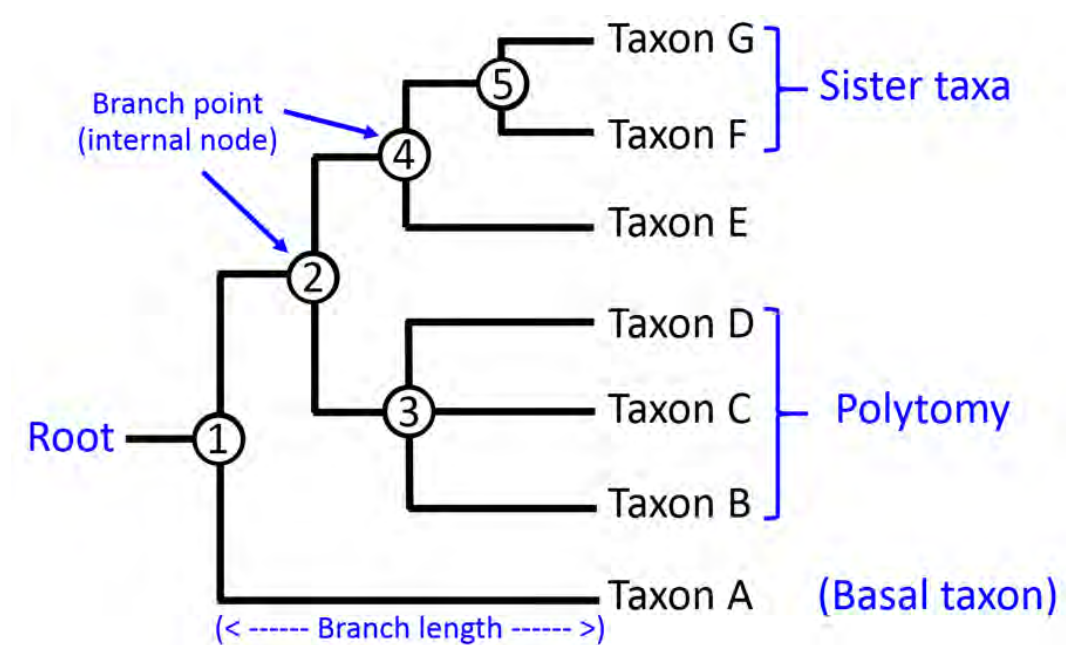 Taxon G
5
Sister taxa
Branch point
(internal node)
Taxon F
4
Taxon E
2
Taxon D
3
Taxon C
Polytomy
Root
1
Taxon B
Taxon A
(Basal taxon)
(< ------ Branch length ------ >)